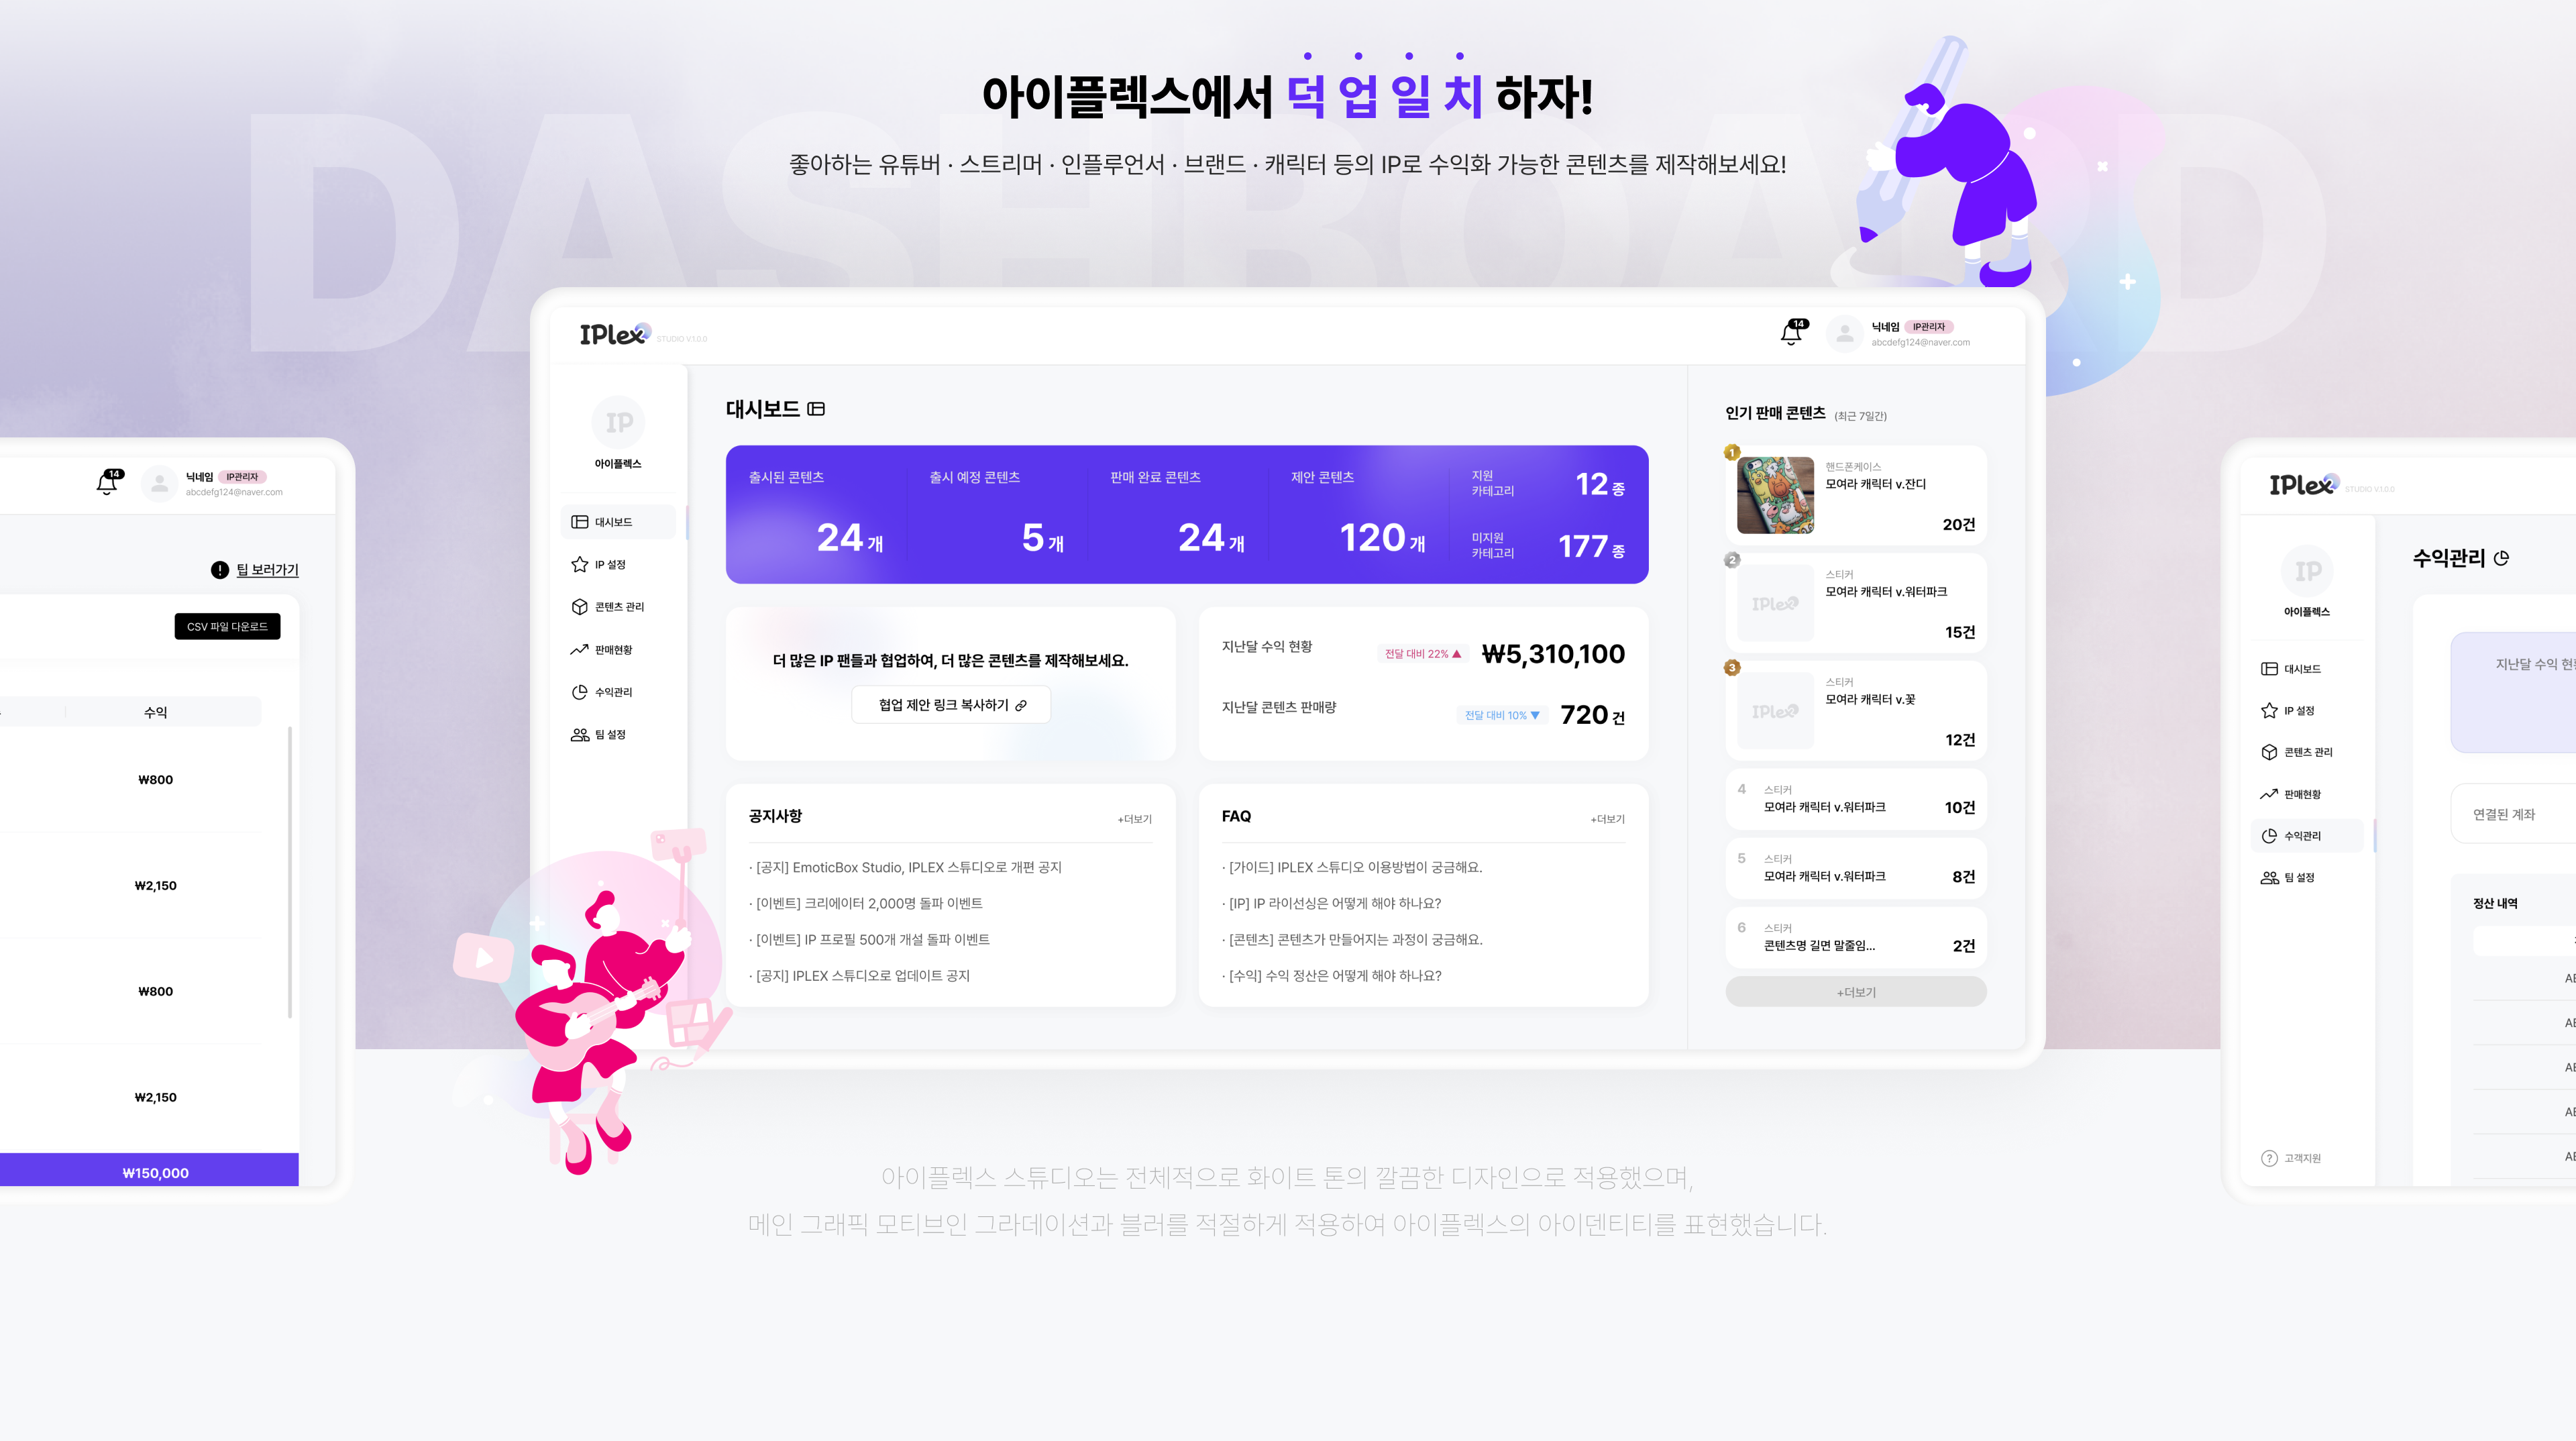 DASHBOARD
아이플렉스에서 덕업일치 하자!
좋아하는 유튜버 · 스트리머 · 인플루언서 · 브랜드 · 캐릭터 등의 IP로 수익화 가능한 콘텐츠를 제작해보세요!
14
닉네임 IP관리자
abcdefg124@naver.com
팁 보러가기
CSV 파일 다운로드
수익
₩800
₩2,150
₩800
₩2,150
₩150,000
IPlex STUDIO V.1.0.0
14
닉네임 IP관리자
abcdefg124@naver.com
IP
아이플렉스
대시보드
IP 설정
콘텐츠 관리
판매현황
수익관리
팀 설정
대시보드
출시된 콘텐츠
24 개
출시 예정 콘텐츠
5 개
판매 완료 콘텐츠
24 개
제안 콘텐츠
120 개
지원
카테고리
12 종
미지원
카테고리
177 종
더 많은 IP 팬들과 협업하여, 더 많은 콘텐츠를 제작해보세요.
협업 제안 링크 복사하기
지난달 수익 현황 전달 대비 22% ▲ ₩5,310,100
지난달 콘텐츠 판매량 전달 대비 10% ▼ 720 건
공지사항 +더보기
· [공지] EmoticBox Studio, IPLEX 스튜디오로 개편 공지
· [이벤트] 크리에이터 2,000명 돌파 이벤트
· [이벤트] IP 프로필 500개 개설 돌파 이벤트
· [공지] IPLEX 스튜디오로 업데이트 공지
FAQ +더보기
· [가이드] IPLEX 스튜디오 이용방법이 궁금해요.
· [IP] IP 라이선싱은 어떻게 해야 하나요?
· [콘텐츠] 콘텐츠가 만들어지는 과정이 궁금해요.
· [수익] 수익 정산은 어떻게 해야 하나요?
인기 판매 콘텐츠 (최근 7일간)
1
핸드폰케이스
모여라 캐릭터 v.잔디
20건
2
IPlex
스티커
모여라 캐릭터 v.워터파크
15건
3
IPlex
스티커
모여라 캐릭터 v.꽃
12건
4 스티커
모여라 캐릭터 v.워터파크 10건
5 스티커
모여라 캐릭터 v.워터파크 8건
6 스티커
콘텐츠명 길면 말줄임... 2건
+더보기
IPlex STUDIO V.1.0.0
IP
아이플렉스
대시보드
IP 설정
콘텐츠 관리
판매현황
수익관리
팀 설정
고객지원
수익관리
지난달 수익
연결된 계좌
정산 내역
아이플렉스 스튜디오는 전체적으로 화이트 톤의 깔끔한 디자인으로 적용했으며,
메인 그래픽 모티브인 그라데이션과 블러를 적절하게 적용하여 아이플렉스의 아이덴티티를 표현했습니다.